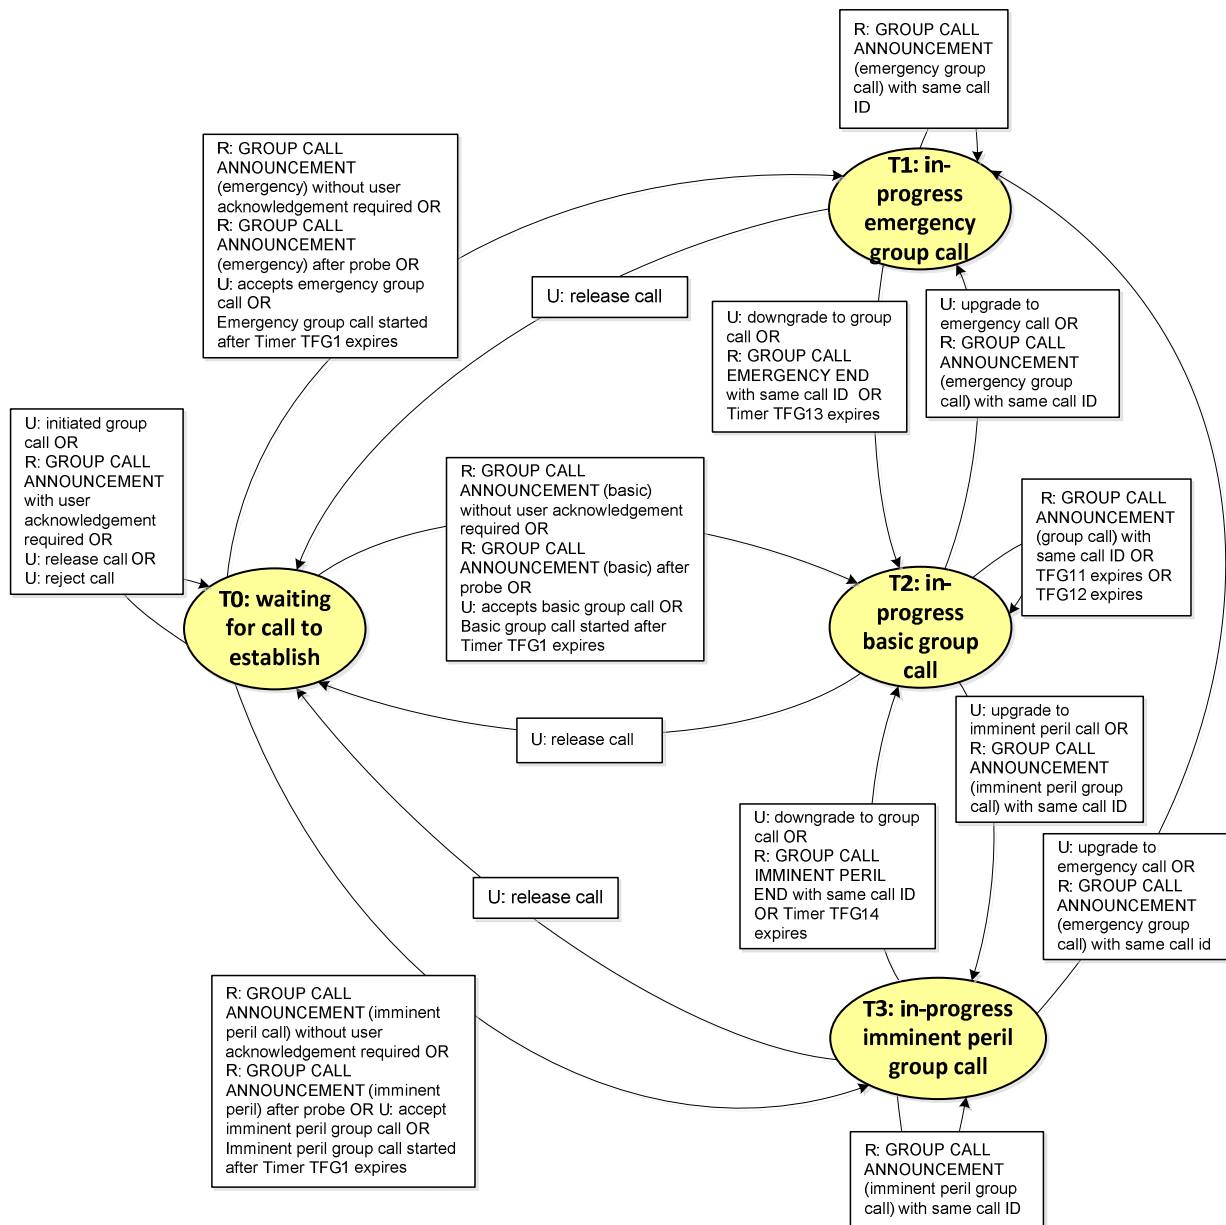 R: GROUP CALL
ANNOUNCEMENT
(emergency group
call) with same call
ID
R: GROUP CALL
ANNOUNCEMENT
(emergency) without user
acknowledgement required OR
R: GROUP CALL
ANNOUNCEMENT
(emergency) after probe OR
U: accepts emergency group
call OR
Emergency group call started
after Timer TFG1 expires
T1: in-
progress
emergency
group call
U: release call
U: downgrade to group
call OR
R: GROUP CALL
EMERGENCY END
with same call ID  OR
Timer TFG13 expires
U: upgrade to
emergency call OR
R: GROUP CALL
ANNOUNCEMENT
(emergency group
call) with same call ID
U: initiated group
call OR
R: GROUP CALL
ANNOUNCEMENT
with user
acknowledgement
required OR
U: release call OR
U: reject call
R: GROUP CALL
ANNOUNCEMENT (basic)
without user acknowledgement
required OR
R: GROUP CALL
ANNOUNCEMENT (basic) after
probe OR
U: accepts basic group call OR
Basic group call started after
Timer TFG1 expires
R: GROUP CALL
ANNOUNCEMENT
(group call) with
same call ID OR
TFG11 expires OR
TFG12 expires
T0: waiting
for call to
establish
T2: in-
progress
basic group
call
U: release call
U: upgrade to
imminent peril call OR
R: GROUP CALL
ANNOUNCEMENT
(imminent peril group
call) with same call ID
U: downgrade to group
call OR
R: GROUP CALL
IMMINENT PERIL
END with same call ID
OR Timer TFG14
expires
U: upgrade to
emergency call OR
R: GROUP CALL
ANNOUNCEMENT
(emergency group
call) with same call id
U: release call
R: GROUP CALL
ANNOUNCEMENT (imminent
peril call) without user
acknowledgement required OR
R: GROUP CALL
ANNOUNCEMENT (imminent
peril) after probe OR U: accept
imminent peril group call OR
Imminent peril group call started
after Timer TFG1 expires
T3: in-progress
imminent peril
group call
R: GROUP CALL
ANNOUNCEMENT
(imminent peril group
call) with same call ID